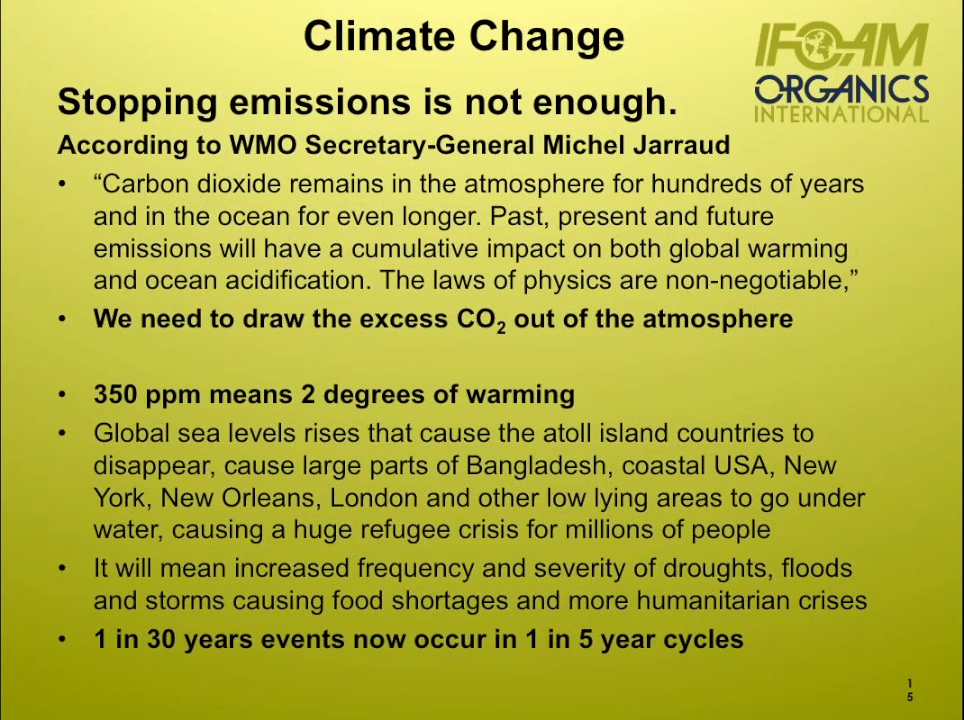 Climate Change
IFOAM
ORGANICS
INTERNATIONAL
Stopping emissions is not enough.
According to WMO Secretary-General Michel Jarraud
• “Carbon dioxide remains in the atmosphere for hundreds of years
and in the ocean for even longer. Past, present and future
emissions will have a cumulative impact on both global warming
and ocean acidification. The laws of physics are non-negotiable,”
• We need to draw the excess CO₂ out of the atmosphere
• 350 ppm means 2 degrees of warming
• Global sea levels rises that cause the atoll island countries to
disappear, cause large parts of Bangladesh, coastal USA, New
York, New Orleans, London and other low lying areas to go under
water, causing a huge refugee crisis for millions of people
• It will mean increased frequency and severity of droughts, floods
and storms causing food shortages and more humanitarian crises
• 1 in 30 years events now occur in 1 in 5 year cycles
1
5